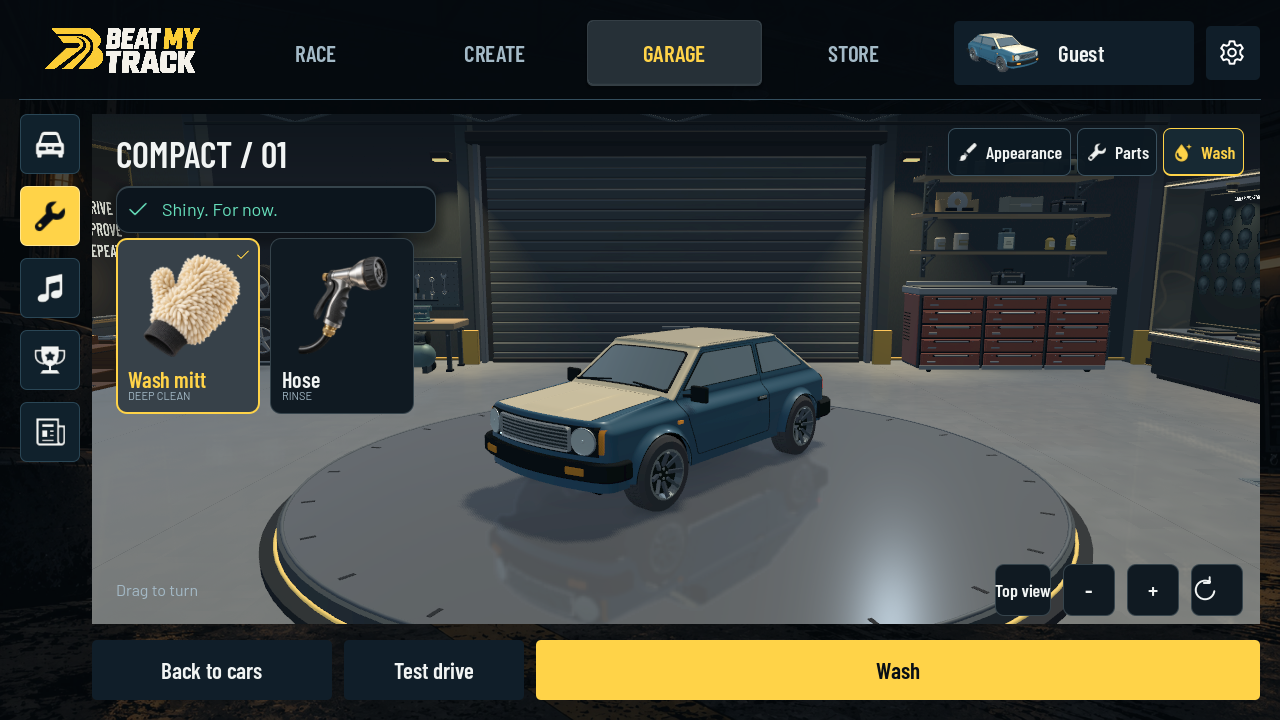 BEAT MY TRACK
RACE
CREATE
GARAGE
STORE
Guest
COMPACT / 01
Appearance
Parts
Wash
Shiny. For now.
Wash mitt
DEEP CLEAN
Hose
RINSE
Drag to turn
Top view
-
+
Back to cars
Test drive
Wash